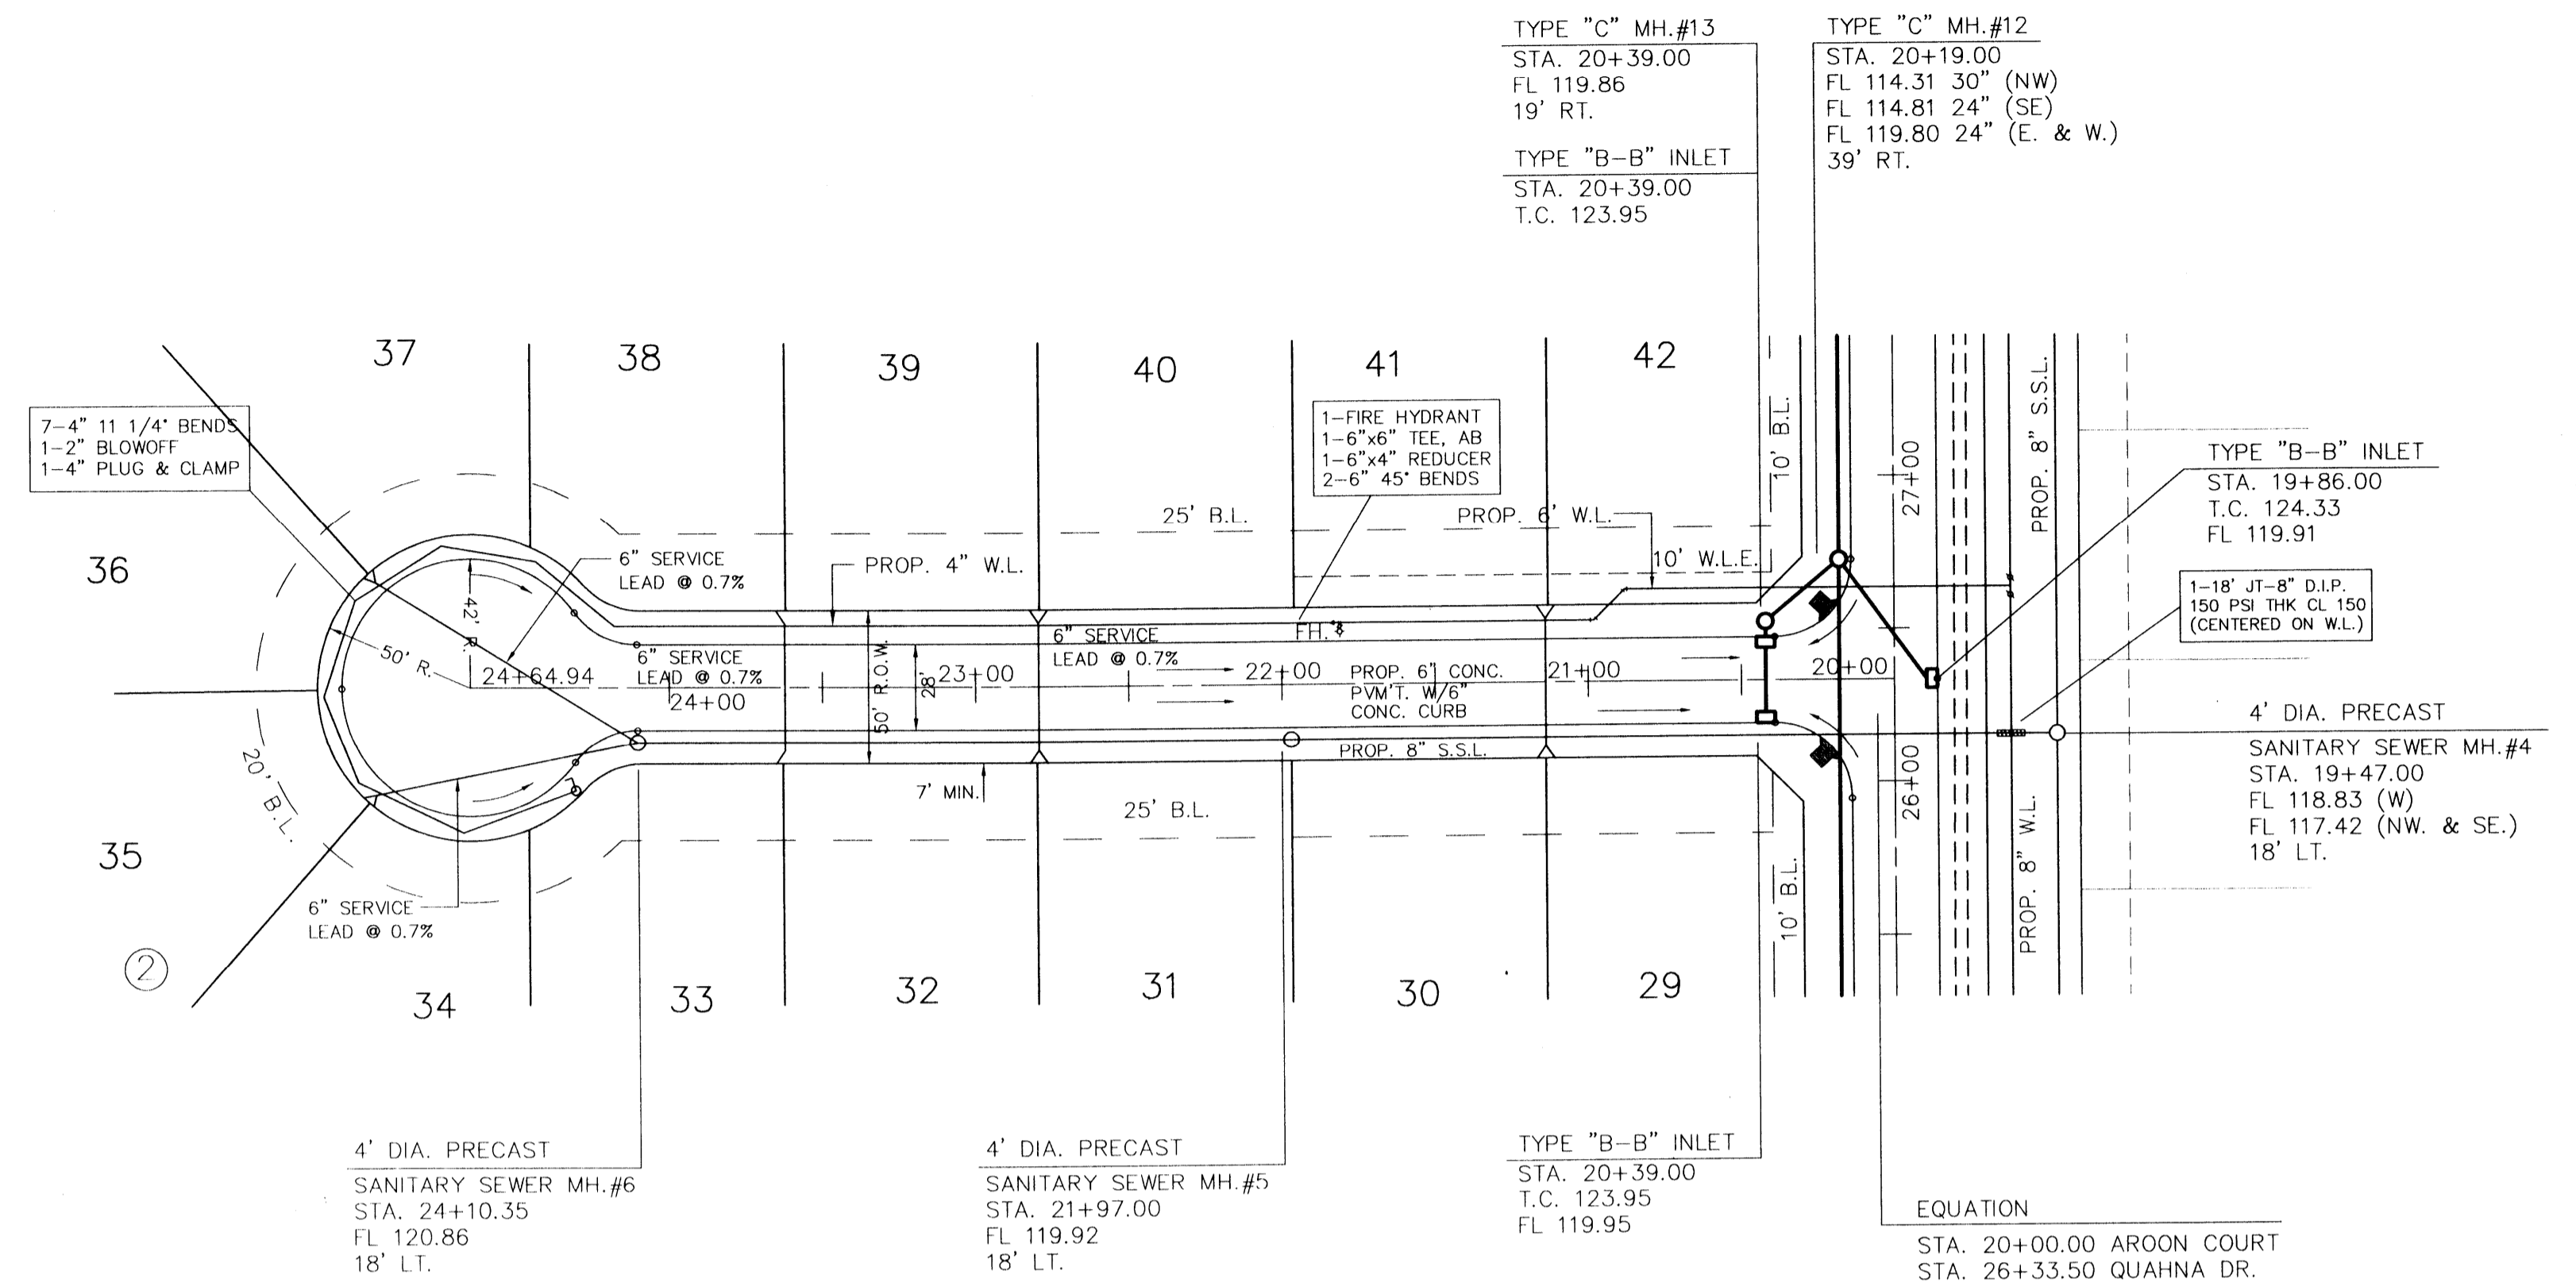 TYPE "C" MH.#13
STA. 20+39.00
FL 119.86
19' RT.
TYPE "B-B" INLET
STA. 20+39.00
T.C. 123.95
TYPE "C" MH.#12
STA. 20+19.00
FL 114.31 30" (NW)
FL 114.81 24" (SE)
FL 119.80 24" (E. & W.)
39' RT.
37
38
39
40
41
42
7-4" 11 1/4° BENDS
1-2" BLOWOFF
1-4" PLUG & CLAMP
1-FIRE HYDRANT
1-6"x6" TEE, AB
1-6"x4" REDUCER
2-6" 45° BENDS
10' B.L.
27+00
PROP. 8" S.S.L.
TYPE "B-B" INLET
STA. 19+86.00
T.C. 124.33
FL 119.91
25' B.L.
PROP. 6' W.L.
36
6" SERVICE
LEAD @ 0.7%
PROP. 4" W.L.
10' W.L.E.
1-18' JT-8" D.I.P.
150 PSI THK CL 150
(CENTERED ON W.L.)
42' R.
50' R.
24+64.94
6" SERVICE
LEAD @ 0.7%
24+00
50' R.O.W.
28'
23+00
6" SERVICE
LEAD @ 0.7%
FH.
22+00
PROP. 6" CONC.
PVM'T. W/6"
CONC. CURB
21+00
20+00
PROP. 8" S.S.L.
4' DIA. PRECAST
SANITARY SEWER MH.#4
STA. 19+47.00
FL 118.83 (W)
FL 117.42 (NW. & SE.)
18' LT.
20' B.L.
7' MIN.
25' B.L.
26+00
PROP. 8" W.L.
10' B.L.
35
6" SERVICE
LEAD @ 0.7%
2
34
33
32
31
30
29
4' DIA. PRECAST
SANITARY SEWER MH.#6
STA. 24+10.35
FL 120.86
18' LT.
4' DIA. PRECAST
SANITARY SEWER MH.#5
STA. 21+97.00
FL 119.92
18' LT.
TYPE "B-B" INLET
STA. 20+39.00
T.C. 123.95
FL 119.95
EQUATION
STA. 20+00.00 AROON COURT
STA. 26+33.50 QUAHNA DR.